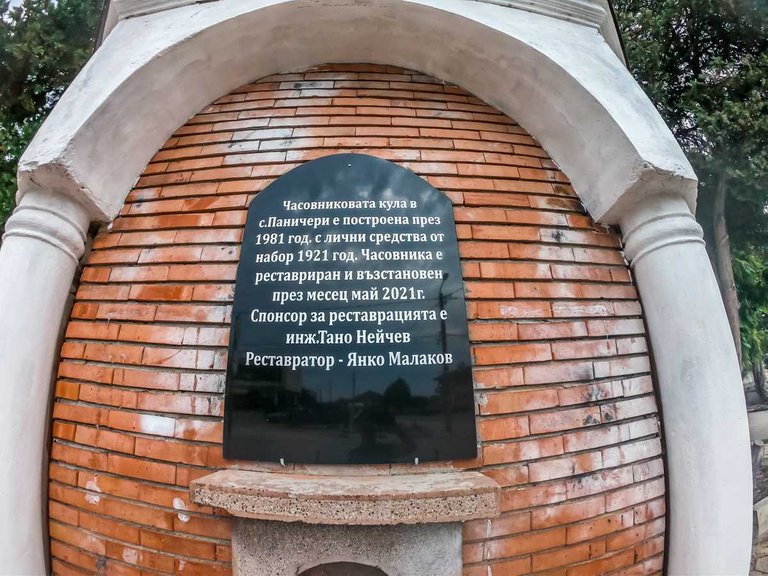 Часовниковата кула в
с.Паничери е построена през
1981 год. с лични средства от
набор 1921 год. Часовника е
реставриран и възстановен
през месец май 2021г.
Спонсор за реставрацията е
инж.Тано Нейчев
Реставратор - Янко Малаков